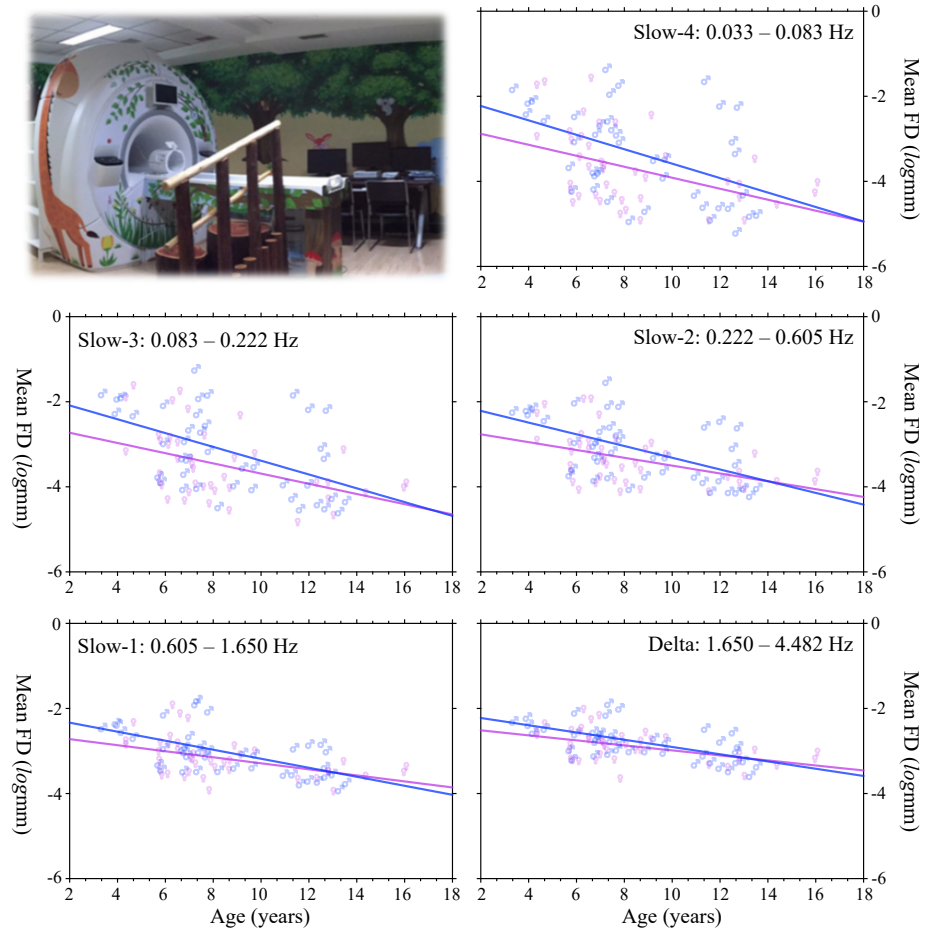 Slow-4: 0.033 – 0.083 Hz
0
-2
-4
-6
Mean FD (logmm)
2 4 6 8 10 12 14 16 18
Slow-3: 0.083 – 0.222 Hz
0
-2
-4
-6
Mean FD (logmm)
2 4 6 8 10 12 14 16 18
Slow-2: 0.222 – 0.605 Hz
0
-2
-4
-6
Mean FD (logmm)
2 4 6 8 10 12 14 16 18
Slow-1: 0.605 – 1.650 Hz
0
-2
-4
-6
Mean FD (logmm)
2 4 6 8 10 12 14 16 18
Age (years)
Delta: 1.650 – 4.482 Hz
0
-2
-4
-6
Mean FD (logmm)
2 4 6 8 10 12 14 16 18
Age (years)